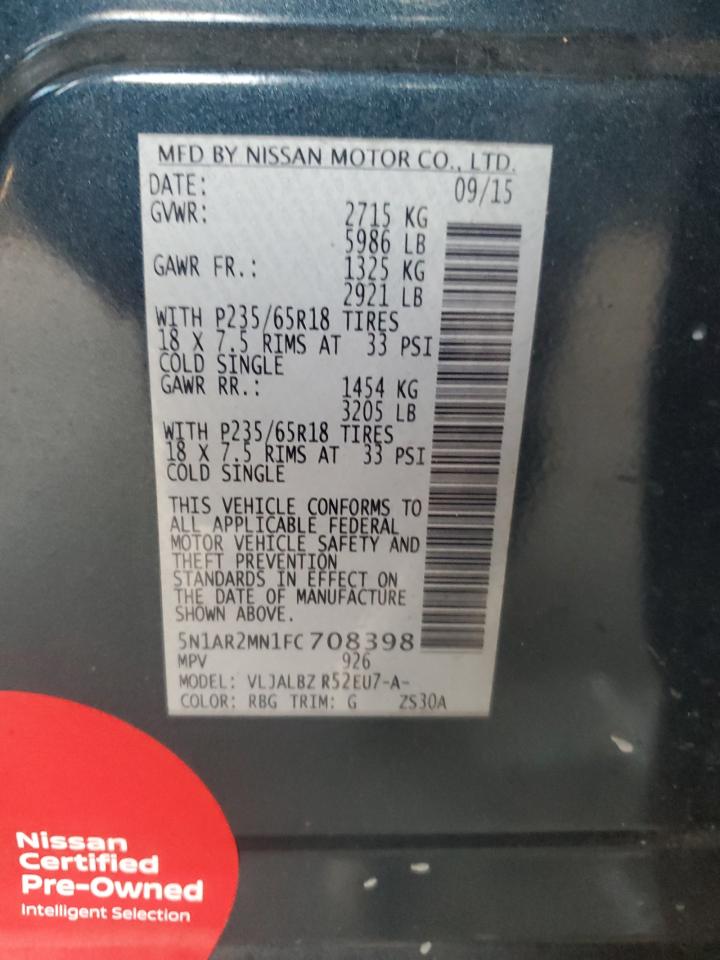 MFD BY NISSAN MOTOR CO., LTD.
DATE: 09/15
GVWR: 2715 KG
5986 LB
GAWR FR.: 1325 KG
2921 LB
WITH P235/65R18 TIRES
18 X 7.5 RIMS AT 33 PSI
COLD SINGLE
GAWR RR.: 1454 KG
3205 LB
WITH P235/65R18 TIRES
18 X 7.5 RIMS AT 33 PSI
COLD SINGLE
THIS VEHICLE CONFORMS TO
ALL APPLICABLE FEDERAL
MOTOR VEHICLE SAFETY AND
THEFT PREVENTION
STANDARDS IN EFFECT ON
THE DATE OF MANUFACTURE
SHOWN ABOVE.
5N1AR2MN1FC708398
MPV 926
MODEL: VLJALBZ R52EU7-A-
COLOR: RBG TRIM: G ZS30A
Nissan
Certified
Pre-Owned
Intelligent Selection